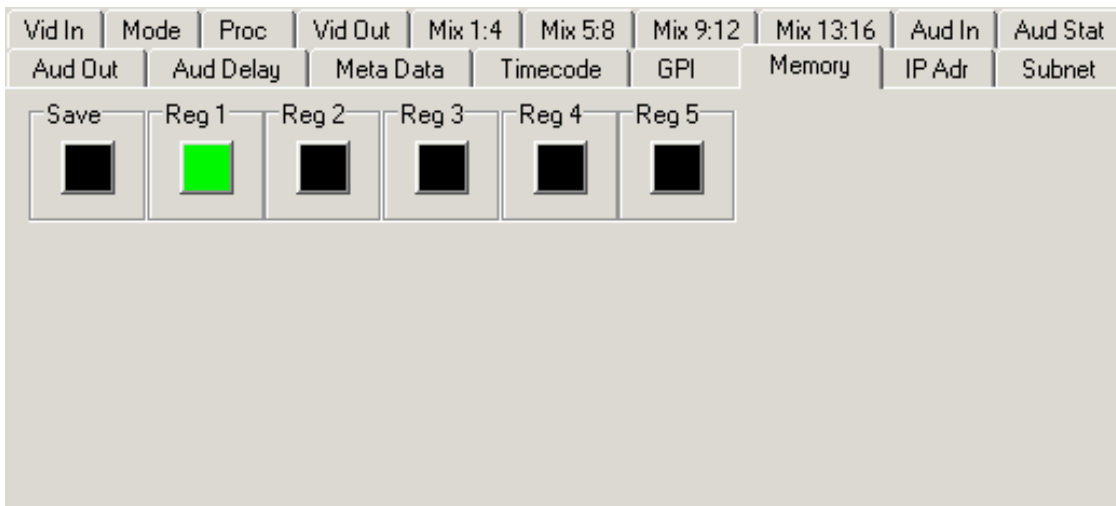 Vid In Mode Proc Vid Out Mix 1:4 Mix 5:8 Mix 9:12 Mix 13:16 Aud In Aud Stat
Aud Out Aud Delay Meta Data Timecode GPI Memory IP Adr Subnet
Save Reg 1 Reg 2 Reg 3 Reg 4 Reg 5